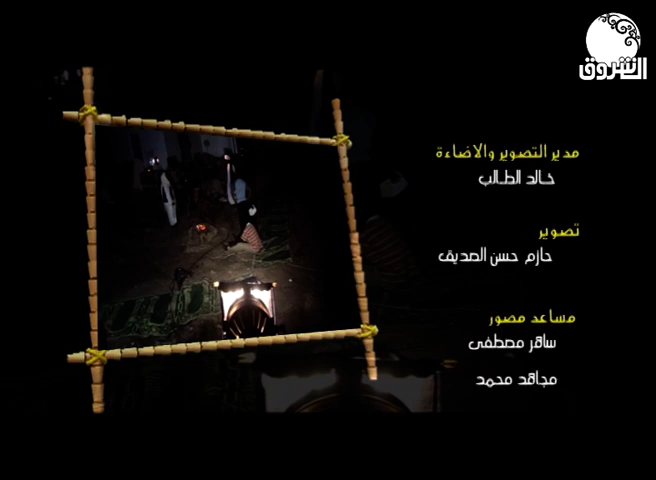 الشروق
مدير التصوير والاضاءة
خالد الطالب
تصوير
حازم حسن الصديق
مساعد مصور
ساهر مصطفى
مجاهد محمد